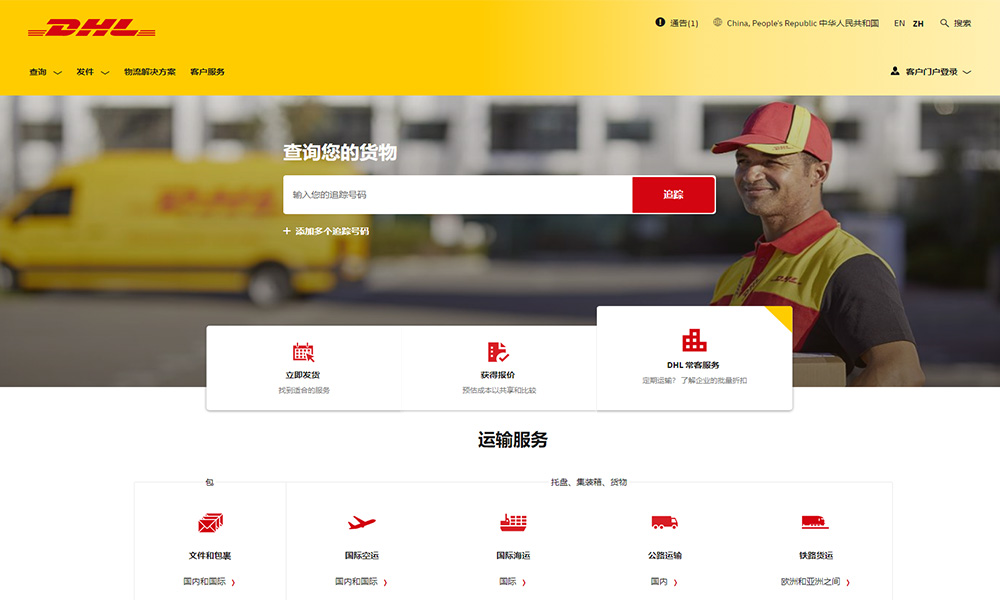 DHL
通告(1)
China, People's Republic 中华人民共和国
EN ZH
搜索
查询
发件
物流解决方案
客户服务
客户门户登录
DHL
查询您的货物
输入您的追踪号码
追踪
添加多个追踪号码
立即发货
找到适合的服务
获得报价
预估成本以共享和比较
DHL 常客服务
定期运输? 了解企业的批量折扣
运输服务
包
托盘、集装箱、货物
文件和包裹
国内和国际
国际空运
国内和国际
国际海运
国际
公路运输
国内
铁路货运
欧洲和亚洲之间